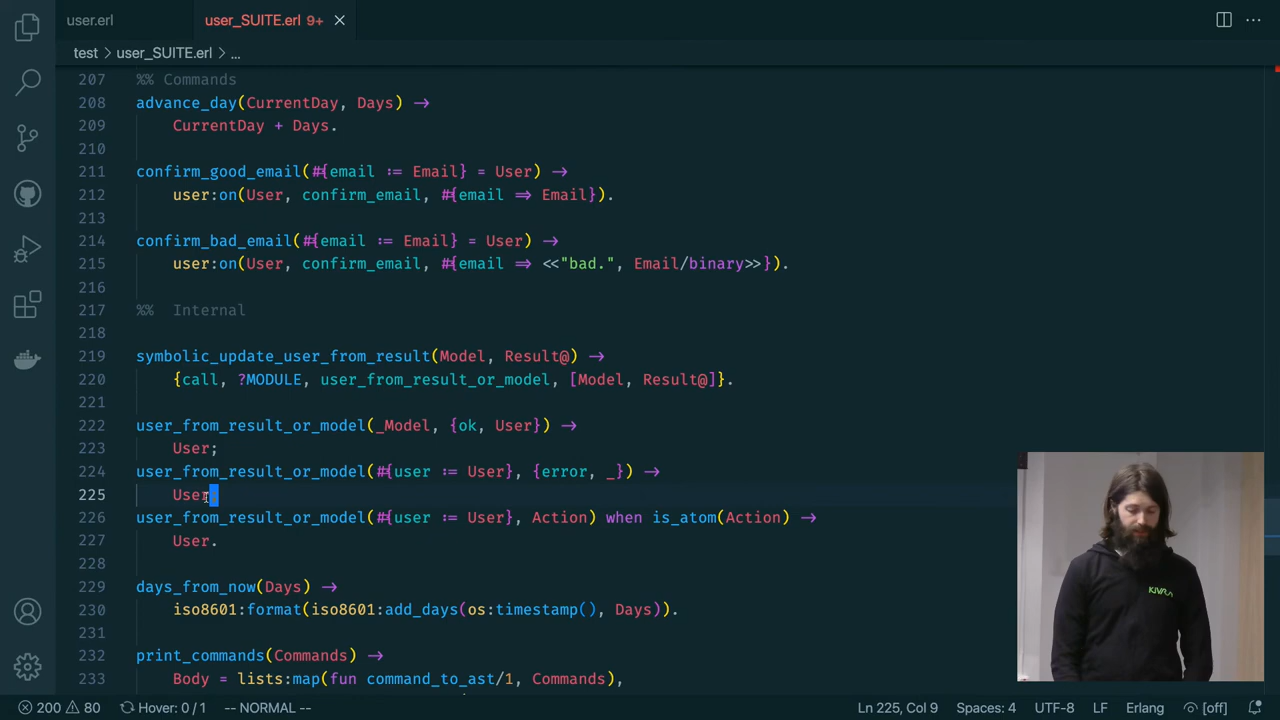 user.erl
user_SUITE.erl 9+
test > user_SUITE.erl > ...
207 %% Commands
208 advance_day(CurrentDay, Days) ->
209 CurrentDay + Days.
210
211 confirm_good_email(#{email := Email} = User) ->
212 user:on(User, confirm_email, #{email => Email}).
213
214 confirm_bad_email(#{email := Email} = User) ->
215 user:on(User, confirm_email, #{email => <<"bad.", Email/binary>>}).
216
217 %% Internal
218
219 symbolic_update_user_from_result(Model, Result@) ->
220 {call, ?MODULE, user_from_result_or_model, [Model, Result@]}.
221
222 user_from_result_or_model(_Model, {ok, User}) ->
223 User;
224 user_from_result_or_model(#{user := User}, {error, _}) ->
225 User;
226 user_from_result_or_model(#{user := User}, Action) when is_atom(Action) ->
227 User.
228
229 days_from_now(Days) ->
230 iso8601:format(iso8601:add_days(os:timestamp(), Days)).
231
232 print_commands(Commands) ->
233 Body = lists:map(fun command_to_ast/1, Commands),
KIVRA
200 80 Hover: 0/1 -- NORMAL -- Ln 225, Col 9 Spaces: 4 UTF-8 LF Erlang [off]